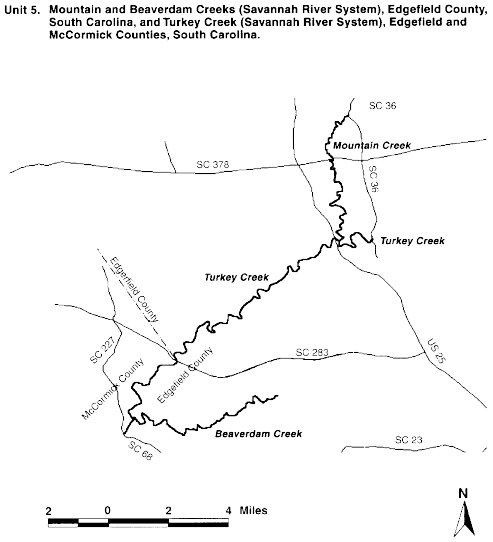 Unit 5. Mountain and Beaverdam Creeks (Savannah River System), Edgefield County,
South Carolina, and Turkey Creek (Savannah River System), Edgefield and
McCormick Counties, South Carolina.
SC 36
Mountain Creek
SC 378
SC 36
Turkey Creek
Turkey Creek
Edgerfield County
SC 227
US 25
SC 283
McCormick County
Edgefield County
Beaverdam Creek
SC 68
SC 23
2 0 2 4 Miles
N